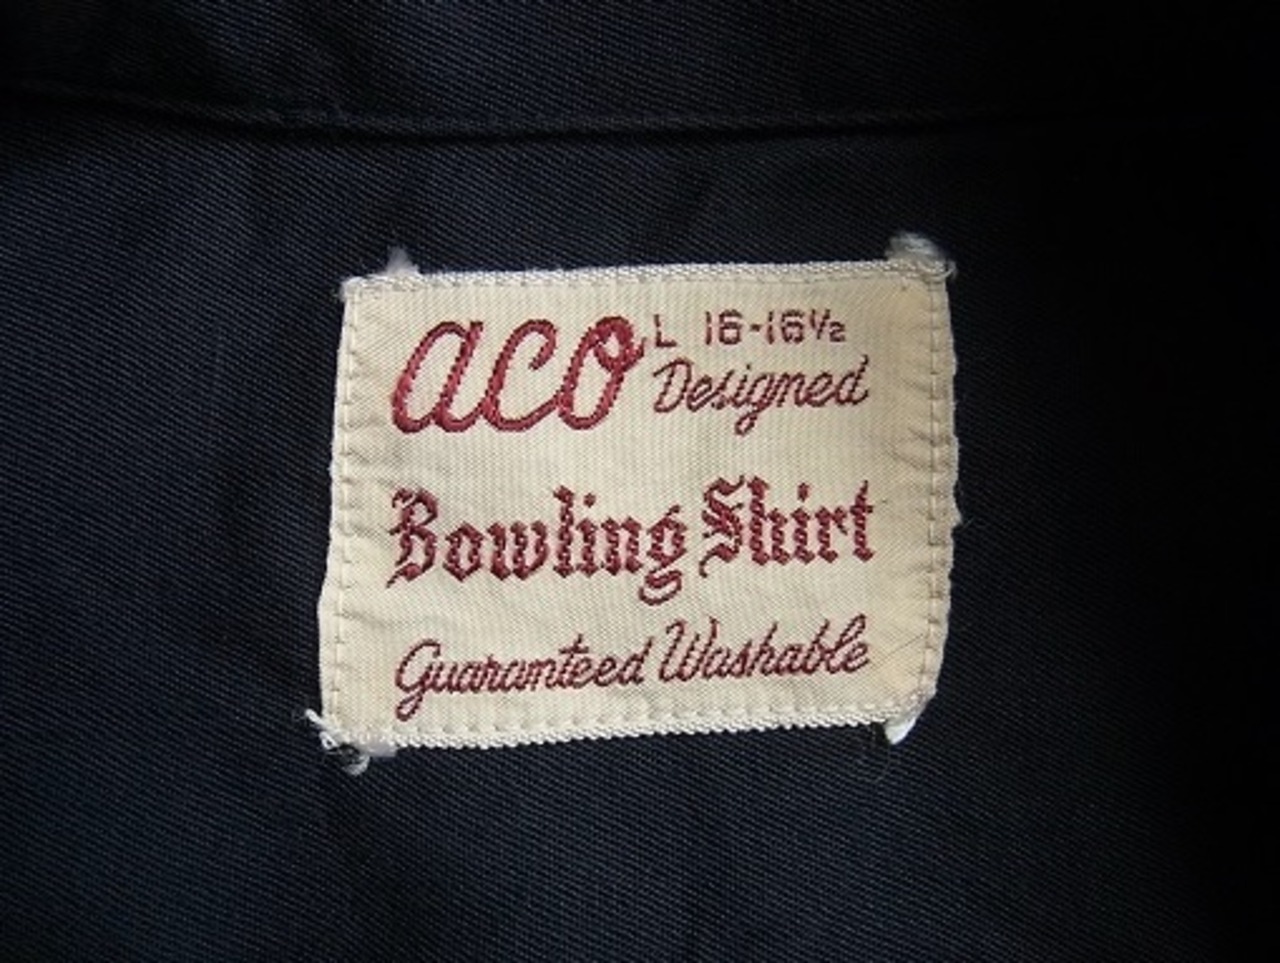 aco L 16-16½
Designed
Bowling Shirt
Guaranteed Washable